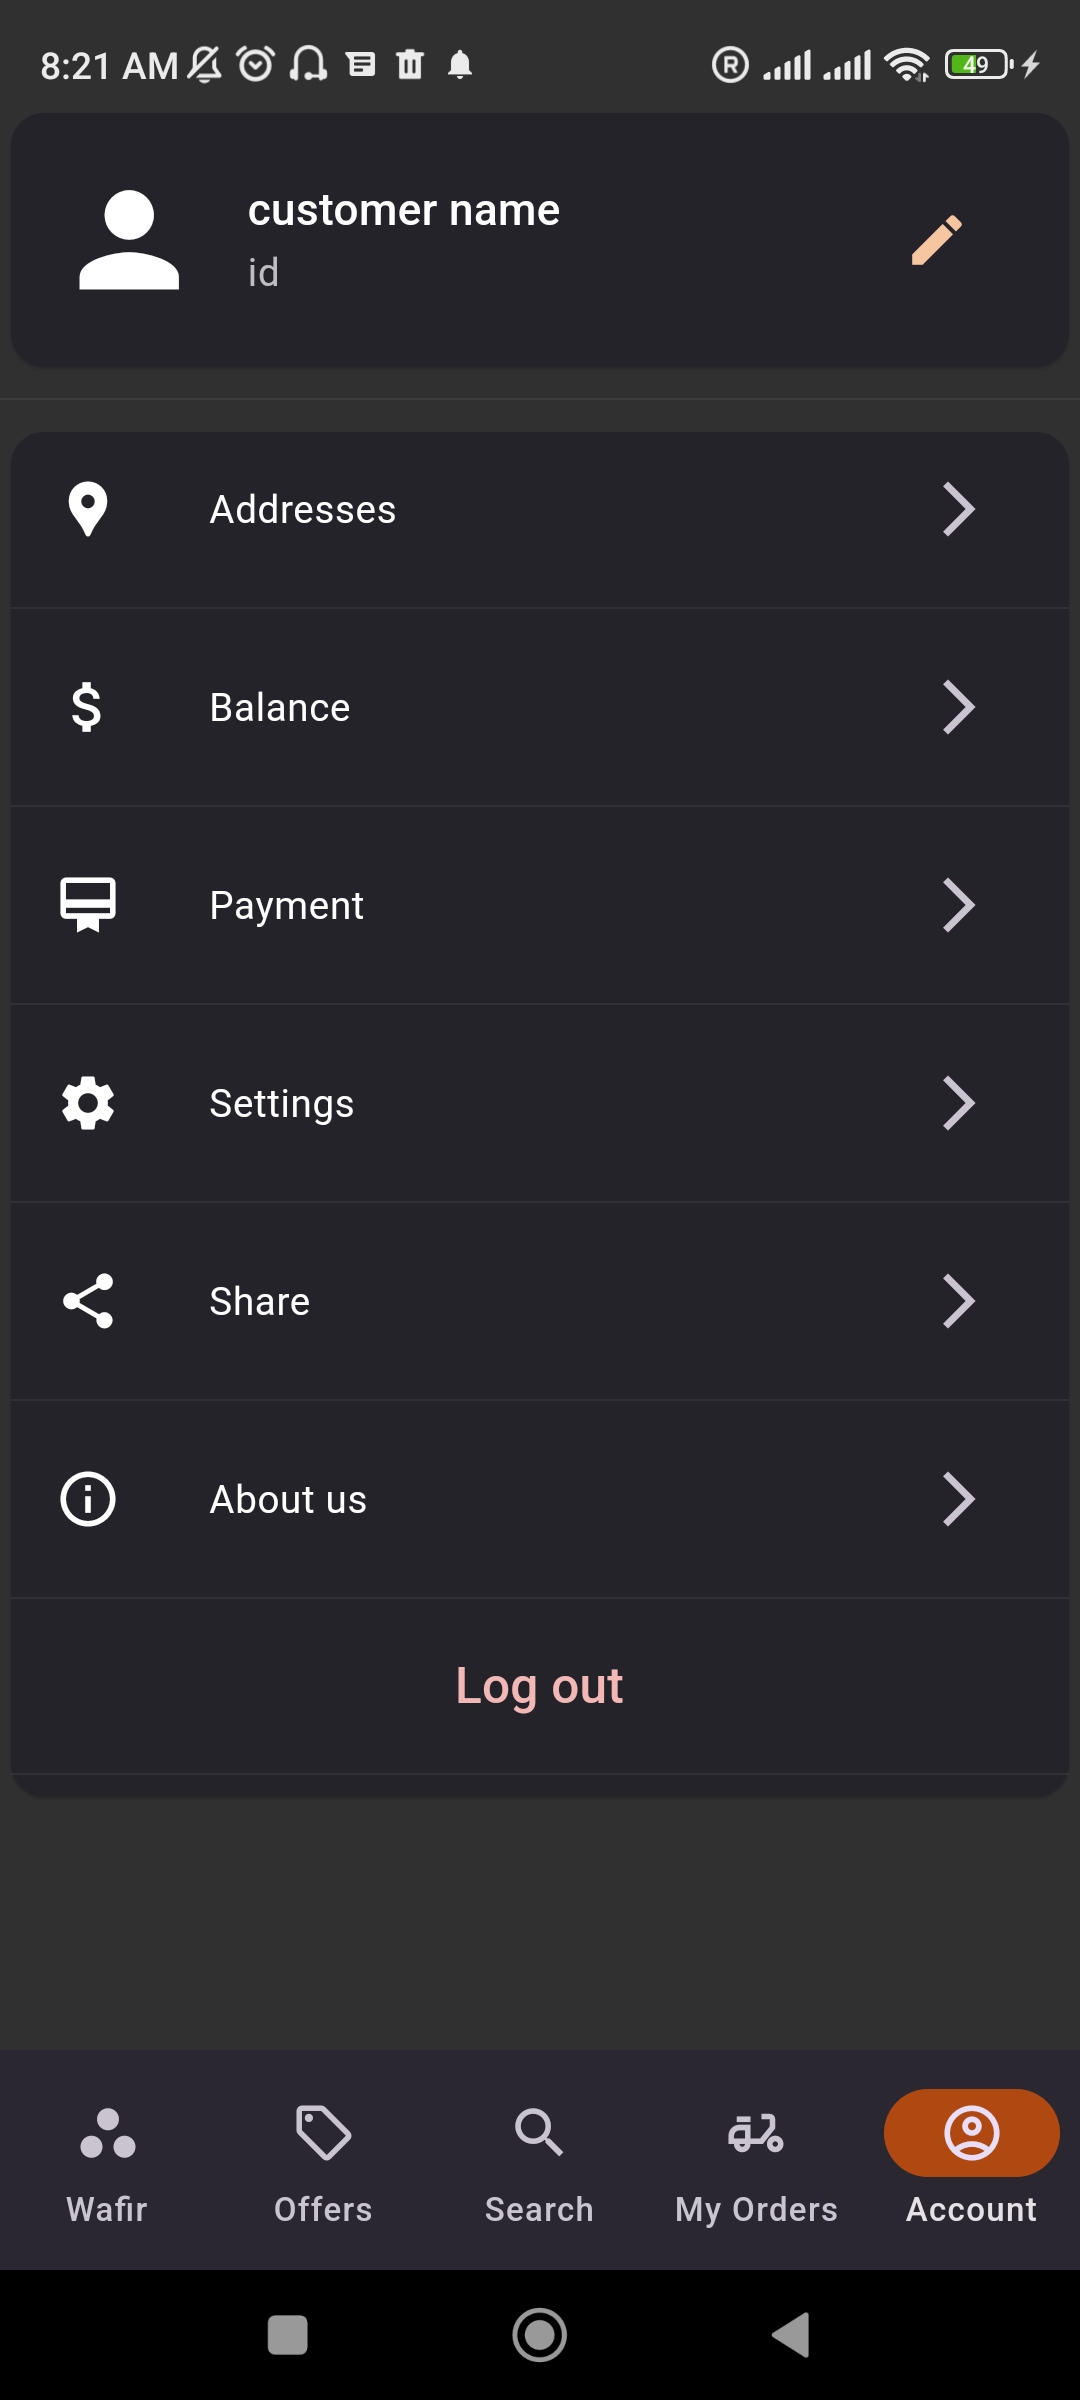 8:21 AM
49
customer name
id
Addresses
Balance
Payment
Settings
Share
About us
Log out
Wafir
Offers
Search
My Orders
Account